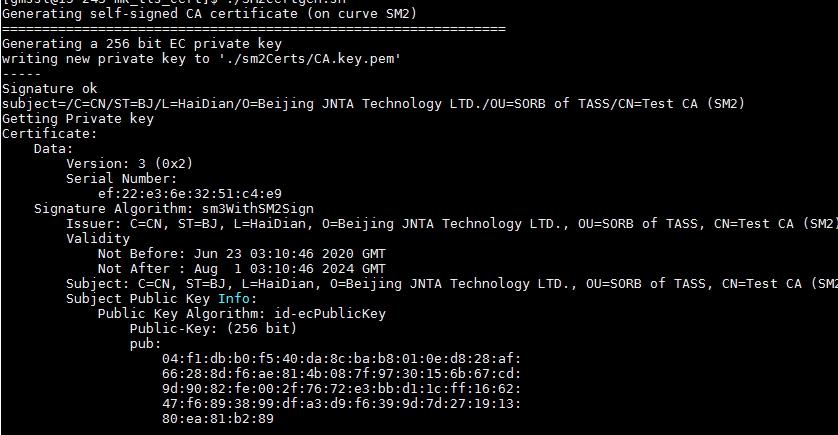 Generating self-signed CA certificate (on curve SM2)
===============================================================
Generating a 256 bit EC private key
writing new private key to './sm2Certs/CA.key.pem'
-----
Signature ok
subject=/C=CN/ST=BJ/L=HaiDian/O=Beijing JNTA Technology LTD./OU=SORB of TASS/CN=Test CA (SM2)
Getting Private key
Certificate:
    Data:
        Version: 3 (0x2)
        Serial Number:
            ef:22:e3:6e:32:51:c4:e9
    Signature Algorithm: sm3WithSM2Sign
        Issuer: C=CN, ST=BJ, L=HaiDian, O=Beijing JNTA Technology LTD., OU=SORB of TASS, CN=Test CA (SM2)
        Validity
            Not Before: Jun 23 03:10:46 2020 GMT
            Not After : Aug  1 03:10:46 2024 GMT
        Subject: C=CN, ST=BJ, L=HaiDian, O=Beijing JNTA Technology LTD., OU=SORB of TASS, CN=Test CA (SM2
        Subject Public Key Info:
            Public Key Algorithm: id-ecPublicKey
                Public-Key: (256 bit)
                pub:
                    04:f1:db:b0:f5:40:da:8c:ba:b8:01:0e:d8:28:af:
                    66:28:8d:f6:ae:81:4b:08:7f:97:30:15:6b:67:cd:
                    9d:90:82:fe:00:2f:76:72:e3:bb:d1:1c:ff:16:62:
                    47:f6:89:38:99:df:a3:d9:f6:39:9d:7d:27:19:13:
                    80:ea:81:b2:89